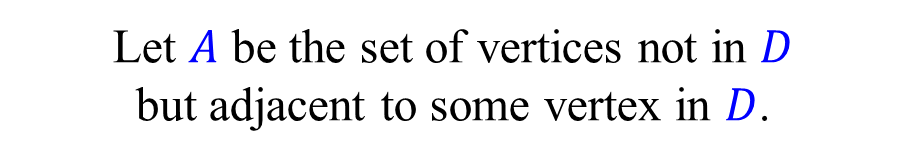 Let A be the set of vertices not in D
but adjacent to some vertex in D.